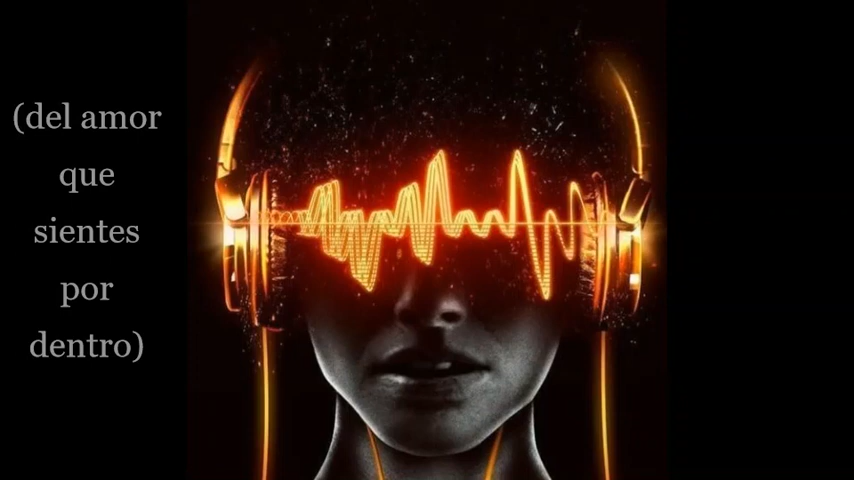 (del amor
que
sientes
por
dentro)